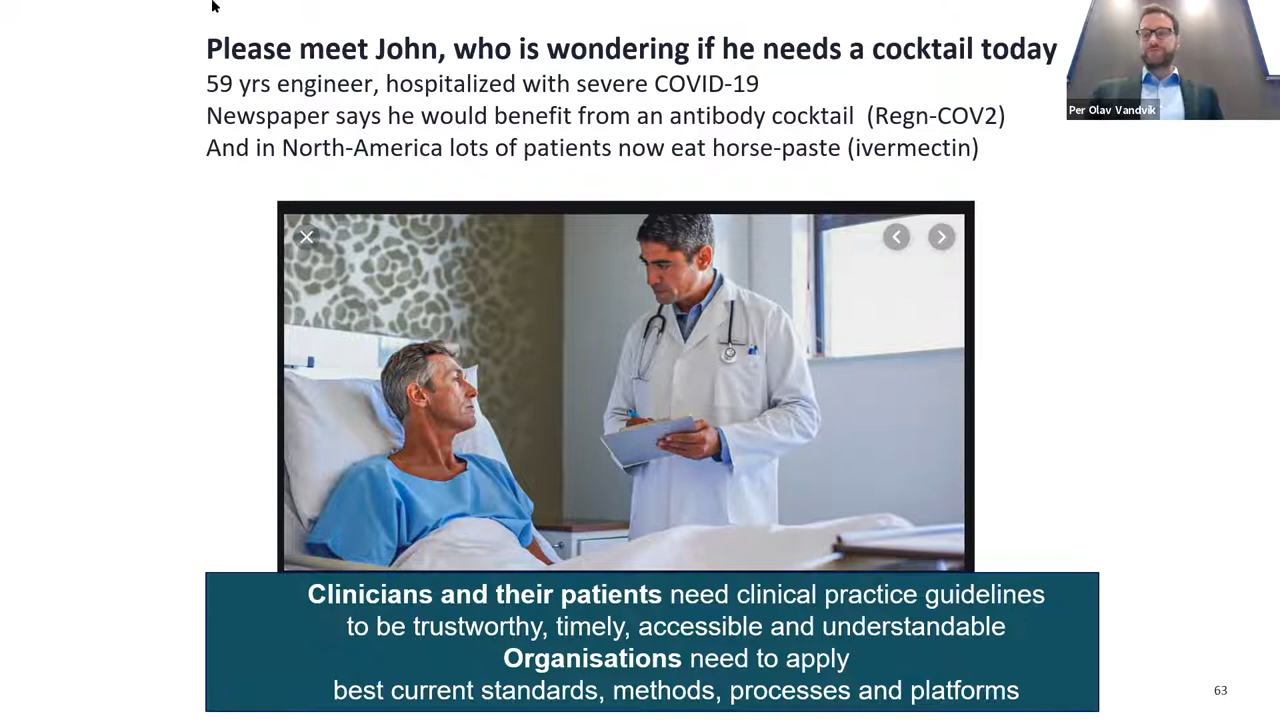 Please meet John, who is wondering if he needs a cocktail today
59 yrs engineer, hospitalized with severe COVID-19
Newspaper says he would benefit from an antibody cocktail  (Regn-COV2)
And in North-America lots of patients now eat horse-paste (ivermectin)
Per Olav Vandvik
Clinicians and their patients need clinical practice guidelines
to be trustworthy, timely, accessible and understandable
Organisations need to apply
best current standards, methods, processes and platforms
63